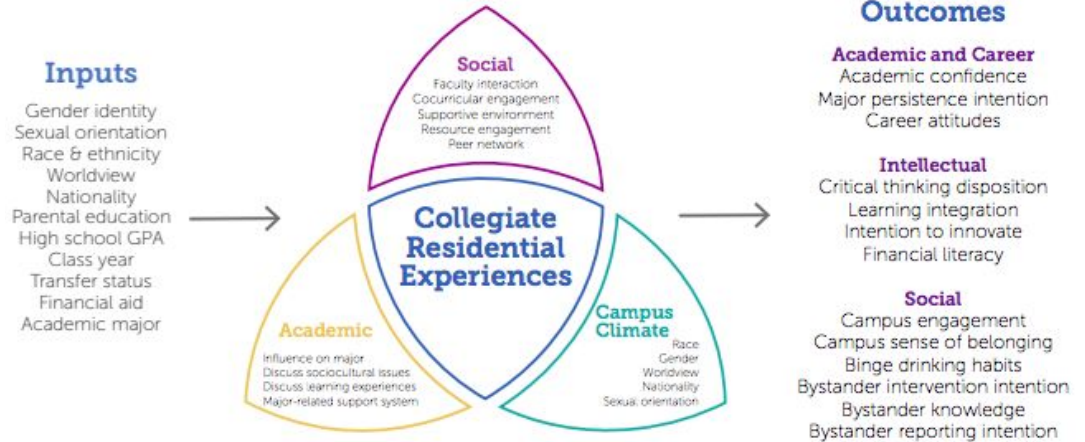 Inputs
Gender identity
Sexual orientation
Race & ethnicity
Worldview
Nationality
Parental education
High school GPA
Class year
Transfer status
Financial aid
Academic major
Social
Faculty interaction
Cocurricular engagement
Supportive environment
Resource engagement
Peer network
Collegiate
Residential
Experiences
Academic
Influence on major
Discuss sociocultural issues
Discuss learning experiences
Major-related support system
Campus
Climate
Race
Gender
Worldview
Nationality
Sexual orientation
Outcomes
Academic and Career
Academic confidence
Major persistence intention
Career attitudes
Intellectual
Critical thinking disposition
Learning integration
Intention to innovate
Financial literacy
Social
Campus engagement
Campus sense of belonging
Binge drinking habits
Bystander intervention intention
Bystander knowledge
Bystander reporting intention